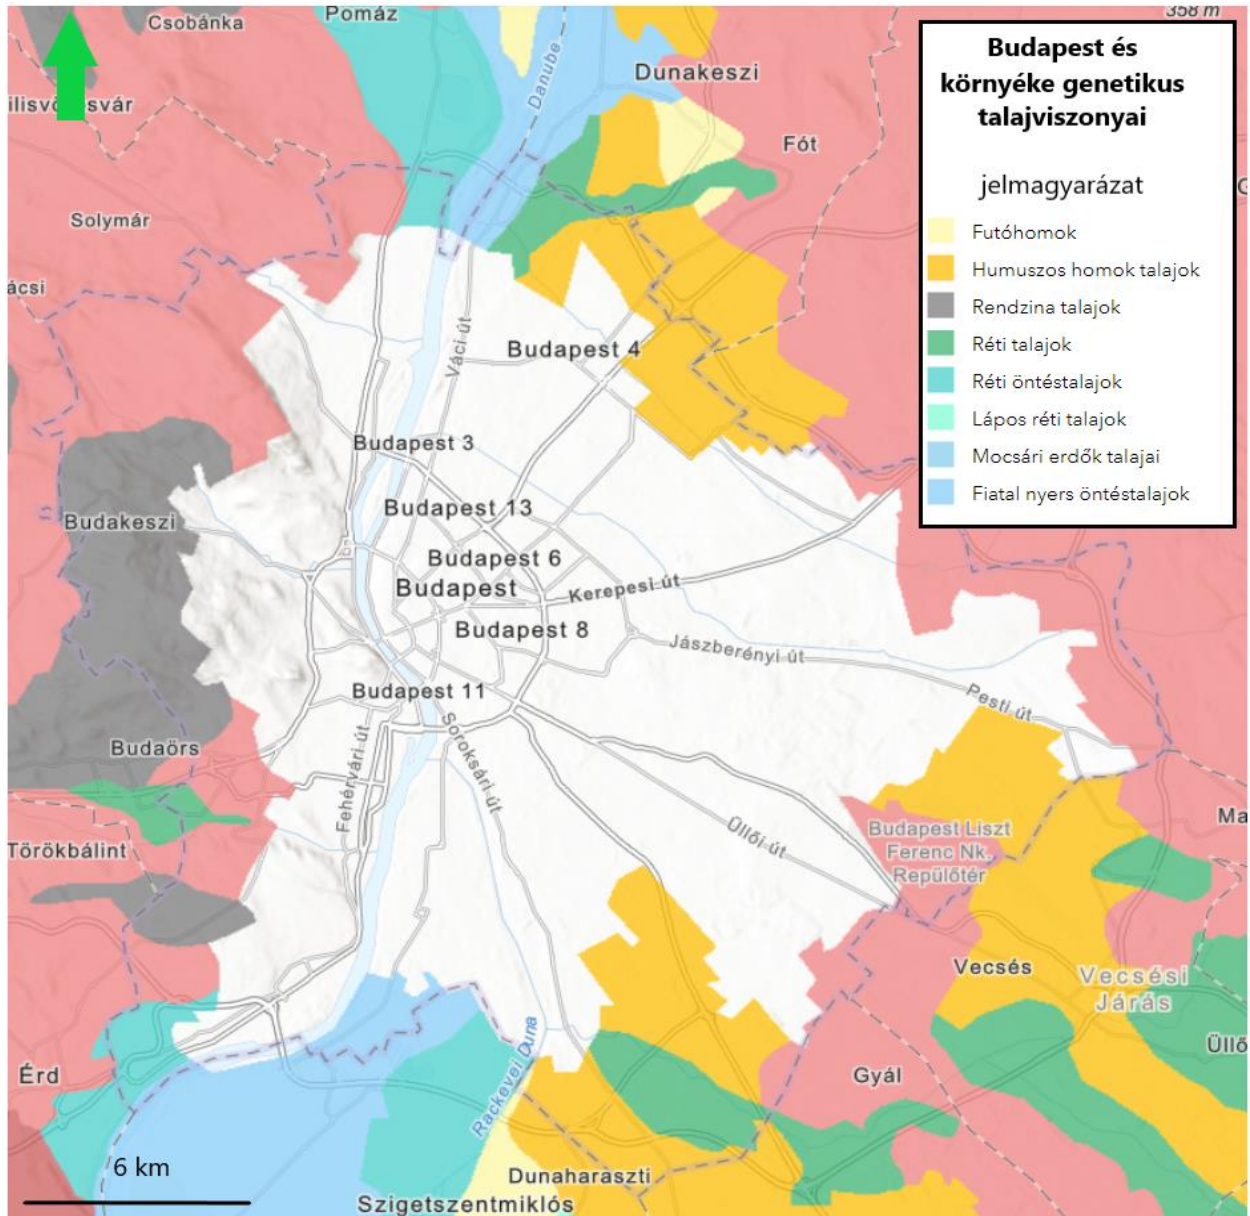 Budapest és
környéke genetikus
talajviszonyai
jelmagyarázat
Futóhomok
Humuszos homok talajok
Rendzina talajok
Réti talajok
Réti öntéstalajok
Lápos réti talajok
Mocsári erdők talajai
Fiatal nyers öntéstalajok
Pomáz
358 m
Csobánka
Danube
Dunakeszi
Fót
Solymár
ácsi
Váci út
Budapest 4
Budapest 3
Budapest 13
Budakeszi
Budapest 6
Budapest
Kerepesi út
Budapest 8
Jászberényi út
Budapest 11
Pesti út
Budaörs
Fehérvári út
Soroksári út
Ma
Üllői út
Budapest Liszt
Ferenc Nk.
Repülőtér
Törökbálint
Vecsés
Vecsési
Járás
Üllő
Érd
Rackevei Duna
Gyál
6 km
Dunaharaszti
Szigetszentmiklós